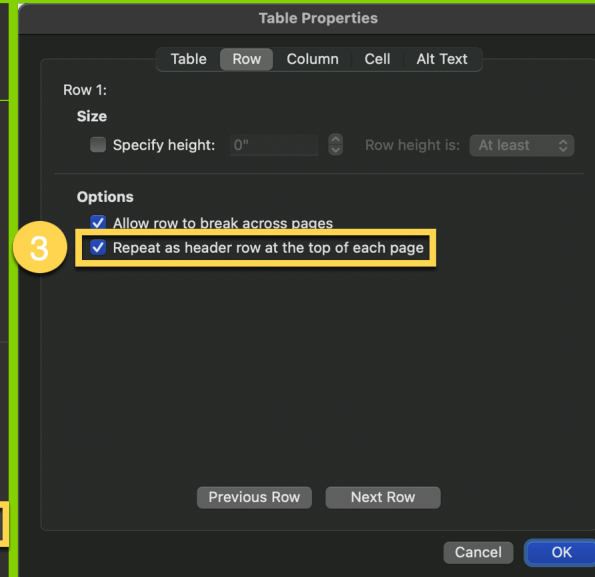 Table Properties
Table Row Column Cell Alt Text
Row 1:
Size
Specify height: 0" Row height is: At least
Options
Allow row to break across pages
3 Repeat as header row at the top of each page
Previous Row Next Row
Cancel OK